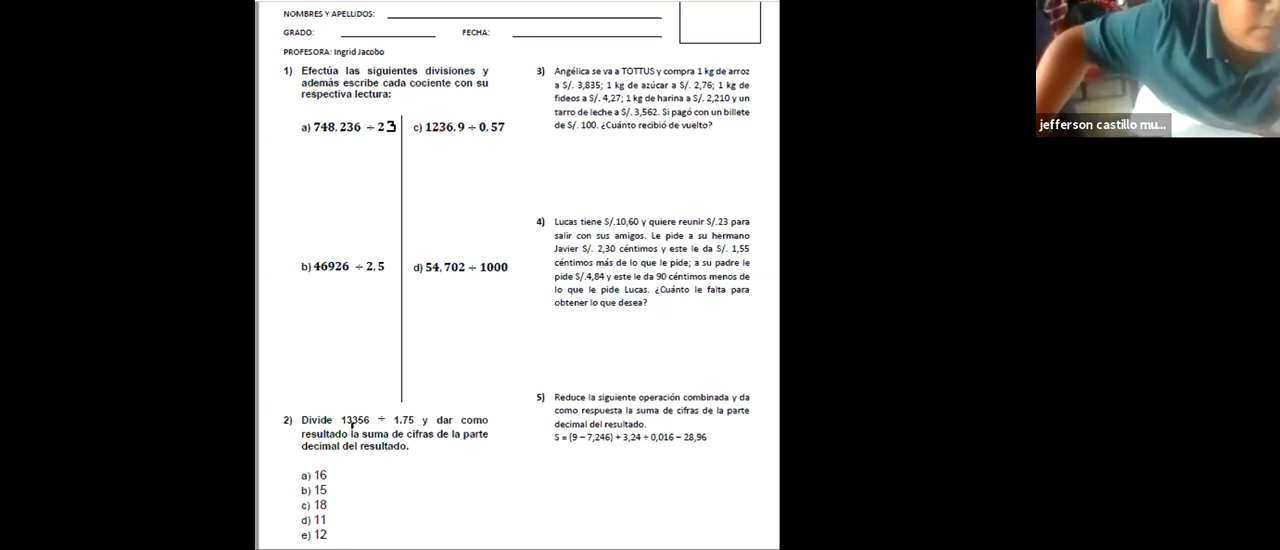 NOMBRES Y APELLIDOS:
GRADO: FECHA:
PROFESORA: Ingrid Jacobo
1) Efectúa las siguientes divisiones y
además escribe cada cociente con su
respectiva lectura:
a) 748,236 ÷ 23
c) 1236,9 ÷ 0,57
b) 46926 ÷ 2,5
d) 54,702 ÷ 1000
2) Divide 13356 ÷ 1.75 y dar como
resultado la suma de cifras de la parte
decimal del resultado.
a) 16
b) 15
c) 18
d) 11
e) 12
3) Angélica se va a TOTTUS y compra 1 kg de arroz
a S/. 3,835; 1 kg de azúcar a S/. 2,76; 1 kg de
fideos a S/. 4,27; 1 kg de harina a S/. 2,210 y un
tarro de leche a S/. 3,562. Si pagó con un billete
de S/. 100. ¿Cuánto recibió de vuelto?
4) Lucas tiene S/.10,60 y quiere reunir S/.23 para
salir con sus amigos. Le pide a su hermano
Javier S/. 2,30 céntimos y este le da S/. 1,55
céntimos más de lo que le pide; a su padre le
pide S/.4,84 y este le da 90 céntimos menos de
lo que le pide Lucas. ¿Cuánto le falta para
obtener lo que desea?
5) Reduce la siguiente operación combinada y da
como respuesta la suma de cifras de la parte
decimal del resultado.
S = (9 – 7,246) + 3,24 ÷ 0,016 – 28,96
jefferson castillo mu...